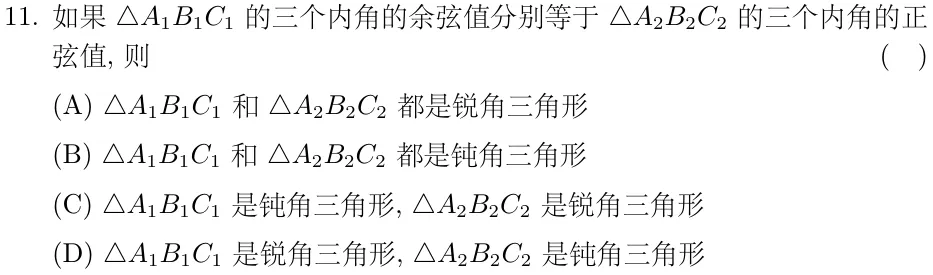 11. 如果 △A₁B₁C₁ 的三个内角的余弦值分别等于 △A₂B₂C₂ 的三个内角的正
弦值, 则 ( )
(A) △A₁B₁C₁ 和 △A₂B₂C₂ 都是锐角三角形
(B) △A₁B₁C₁ 和 △A₂B₂C₂ 都是钝角三角形
(C) △A₁B₁C₁ 是钝角三角形, △A₂B₂C₂ 是锐角三角形
(D) △A₁B₁C₁ 是锐角三角形, △A₂B₂C₂ 是钝角三角形